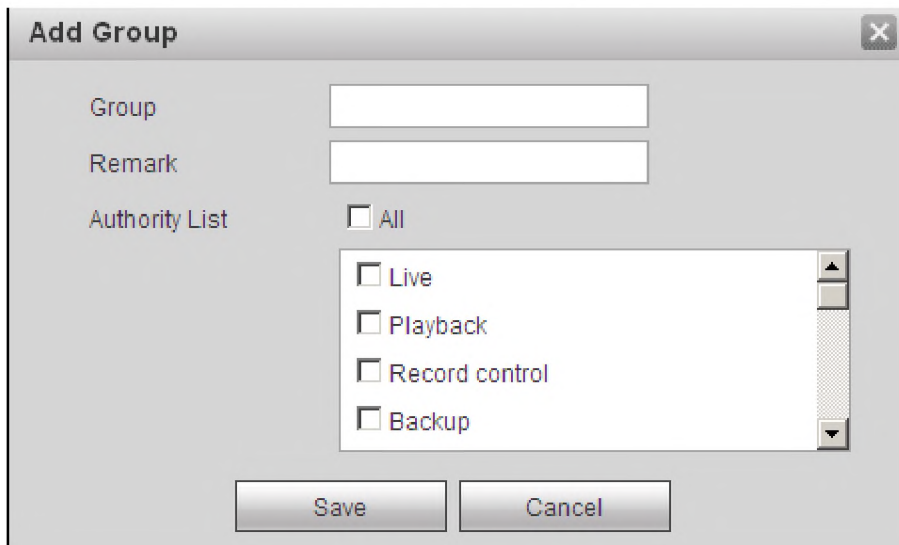 Add Group
Group
Remark
Authority List All
Live
Playback
Record control
Backup
Save Cancel